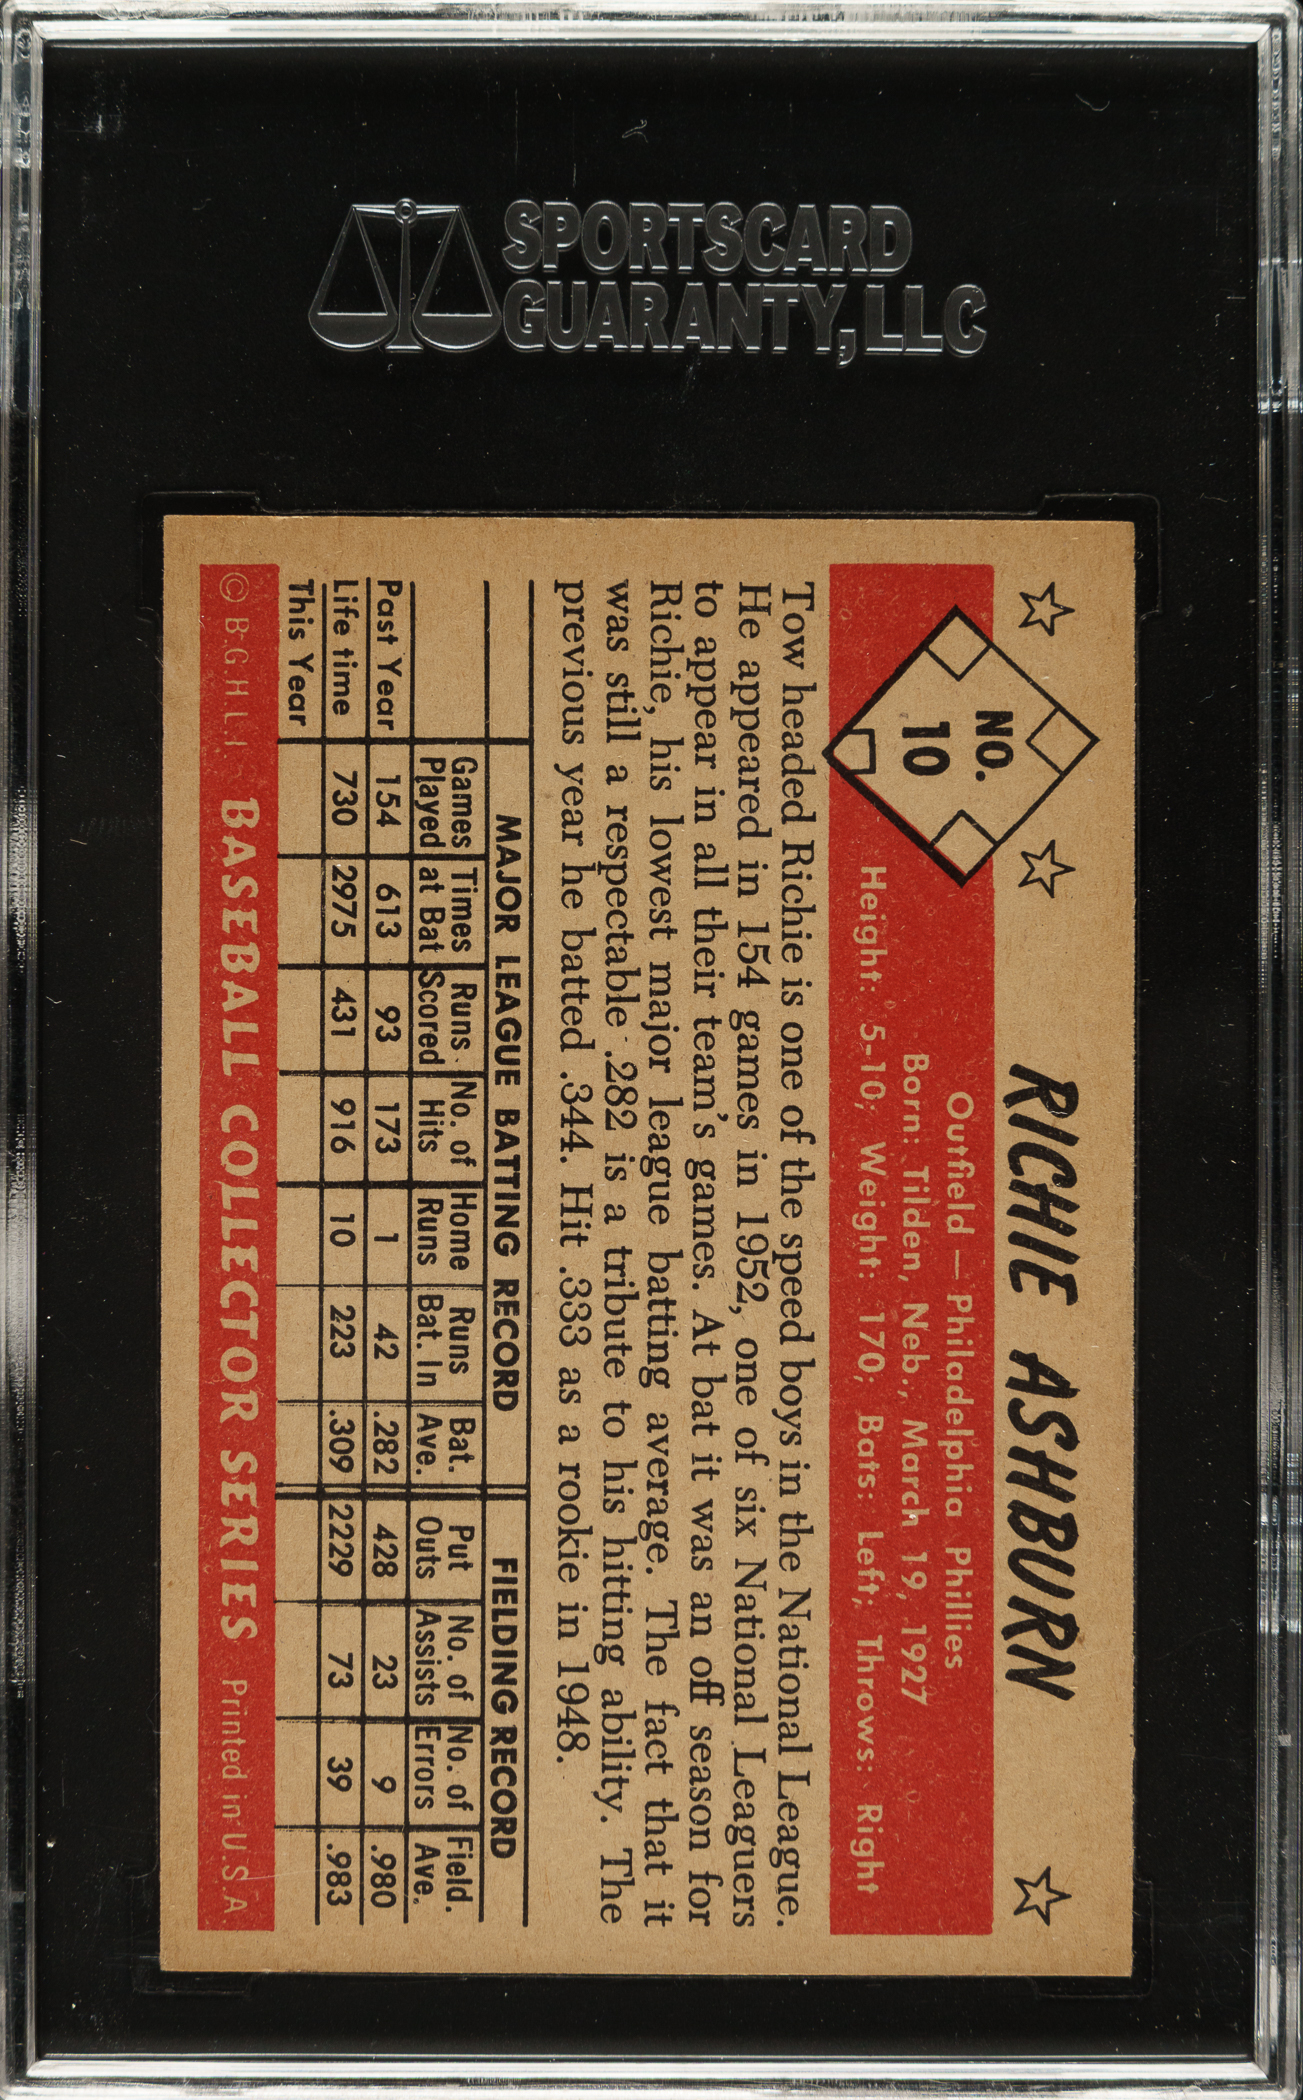 SPORTSCARD
GUARANTY, LLC
NO.
10
RICHIE ASHBURN
Outfield — Philadelphia Phillies
Born: Tilden, Neb., March 19, 1927
Height: 5-10; Weight: 170; Bats: Left; Throws: Right
Tow headed Richie is one of the speed boys in the National League.
He appeared in 154 games in 1952, one of six National Leaguers
to appear in all their team's games. At bat it was an off season for
Richie, his lowest major league batting average. The fact that it
was still a respectable .282 is a tribute to his hitting ability. The
previous year he batted .344. Hit .333 as a rookie in 1948.
MAJOR LEAGUE BATTING RECORD FIELDING RECORD
Games Times Runs No. of Home Runs Bat. Put No. of No. of Field.
Played at Bat Scored Hits Runs Bat. In Ave. Outs Assists Errors Ave.
Past Year 154 613 93 173 1 42 .282 428 23 9 .980
Life time 730 2975 431 916 10 223 .309 2229 73 39 .983
This Year
© B.G.H.L.I BASEBALL COLLECTOR SERIES Printed in U.S.A.